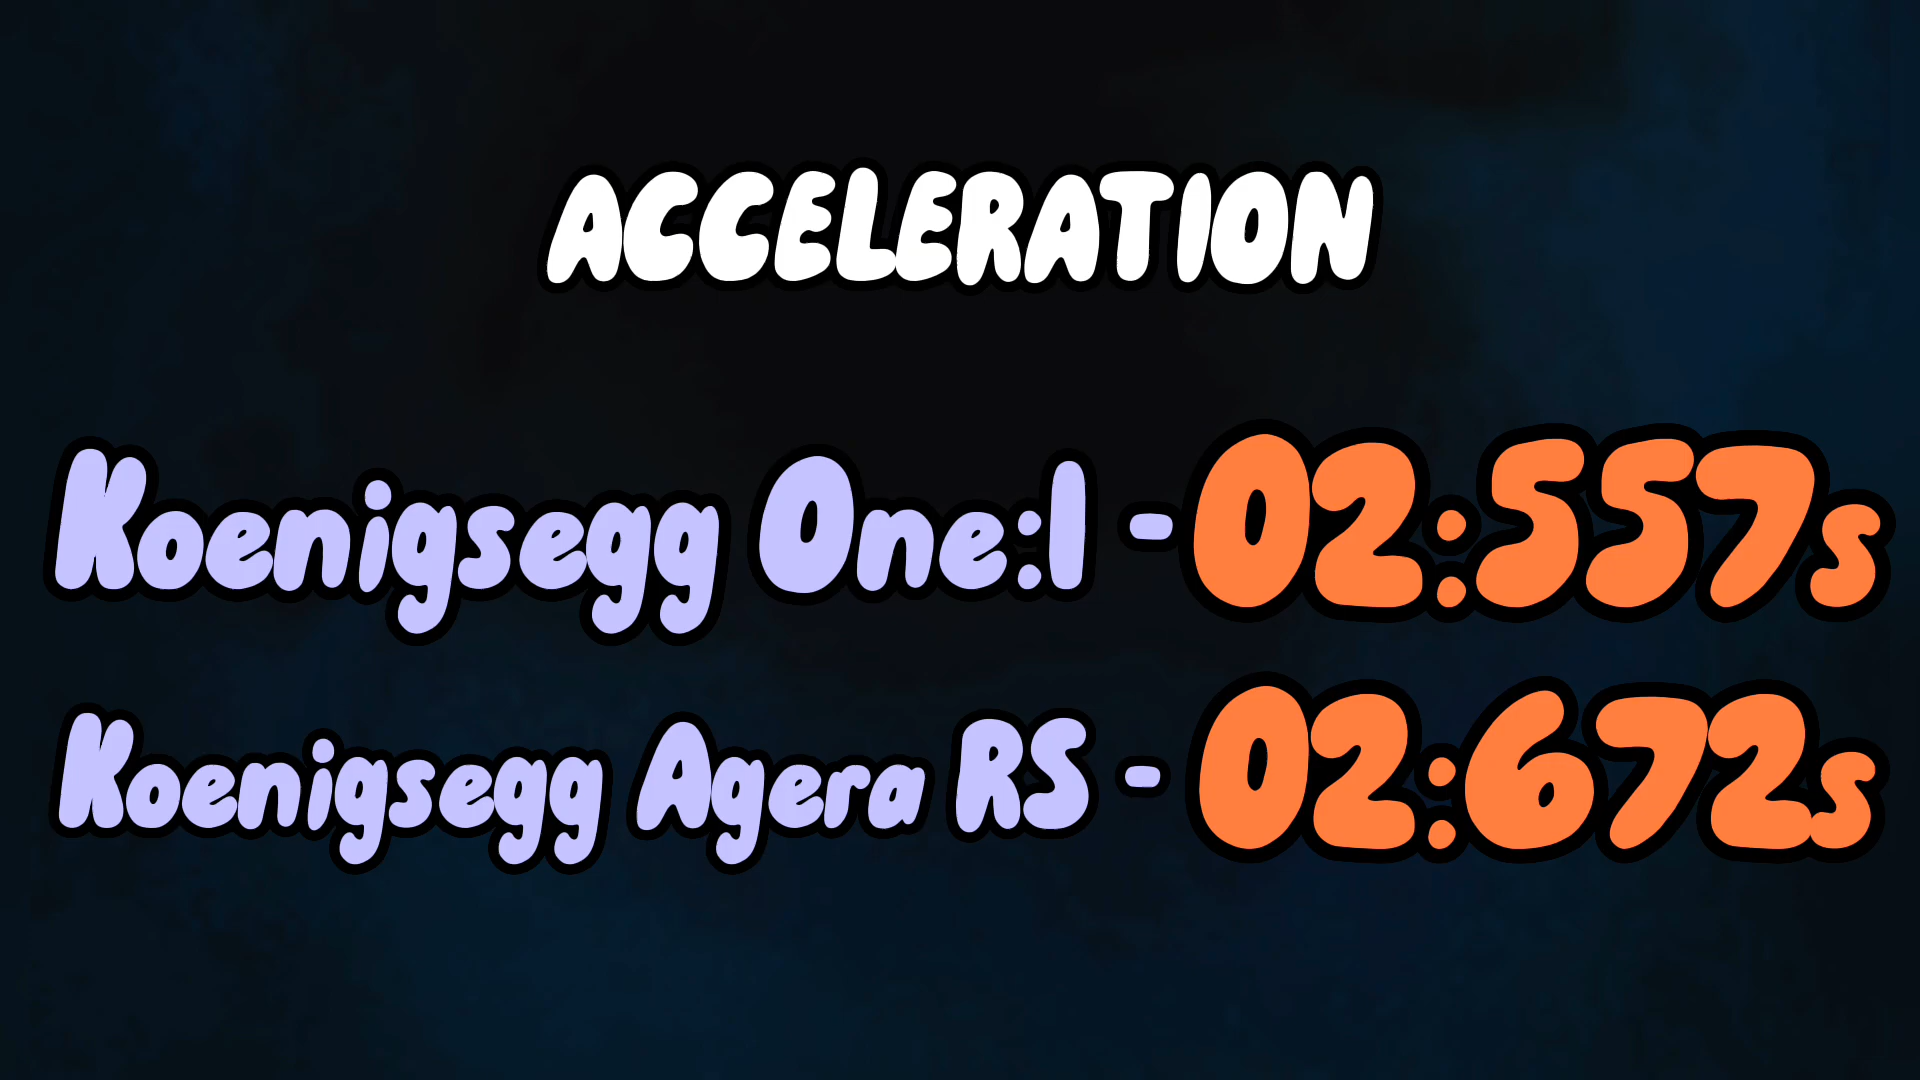 ACCELERATION
Koenigsegg One:1 - 02:557s
Koenigsegg Agera RS - 02:672s